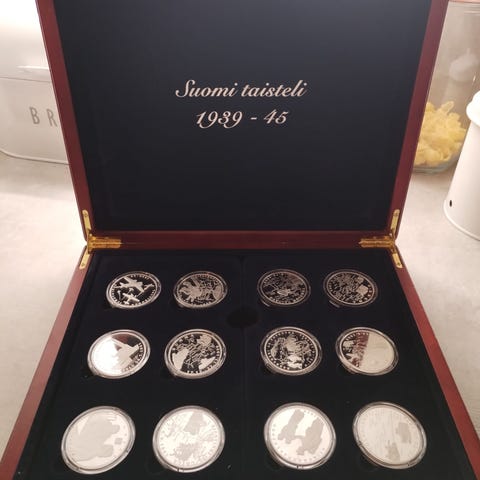 Suomi taisteli
1939 - 45
B R